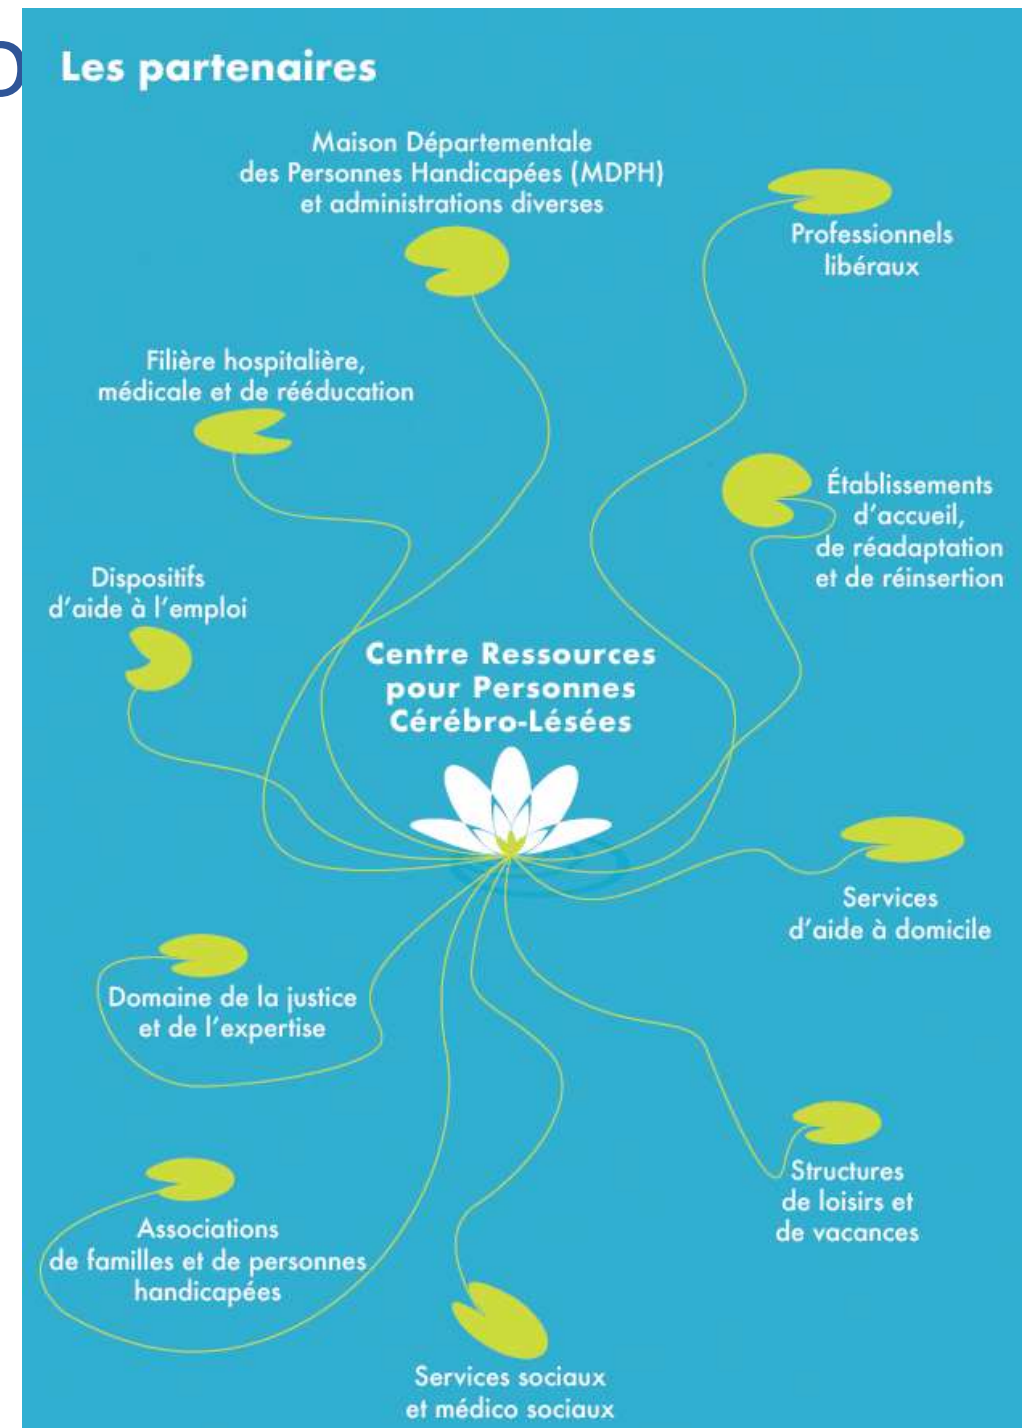 Les partenaires
Maison Départementale
des Personnes Handicapées (MDPH)
et administrations diverses
Professionnels
libéraux
Filière hospitalière,
médicale et de rééducation
Établissements
d'accueil,
de réadaptation
et de réinsertion
Dispositifs
d'aide à l'emploi
Centre Ressources
pour Personnes
Cérébro-Lésées
Services
d'aide à domicile
Domaine de la justice
et de l'expertise
Structures
de loisirs et
de vacances
Associations
de familles et de personnes
handicapées
Services sociaux
et médico sociaux